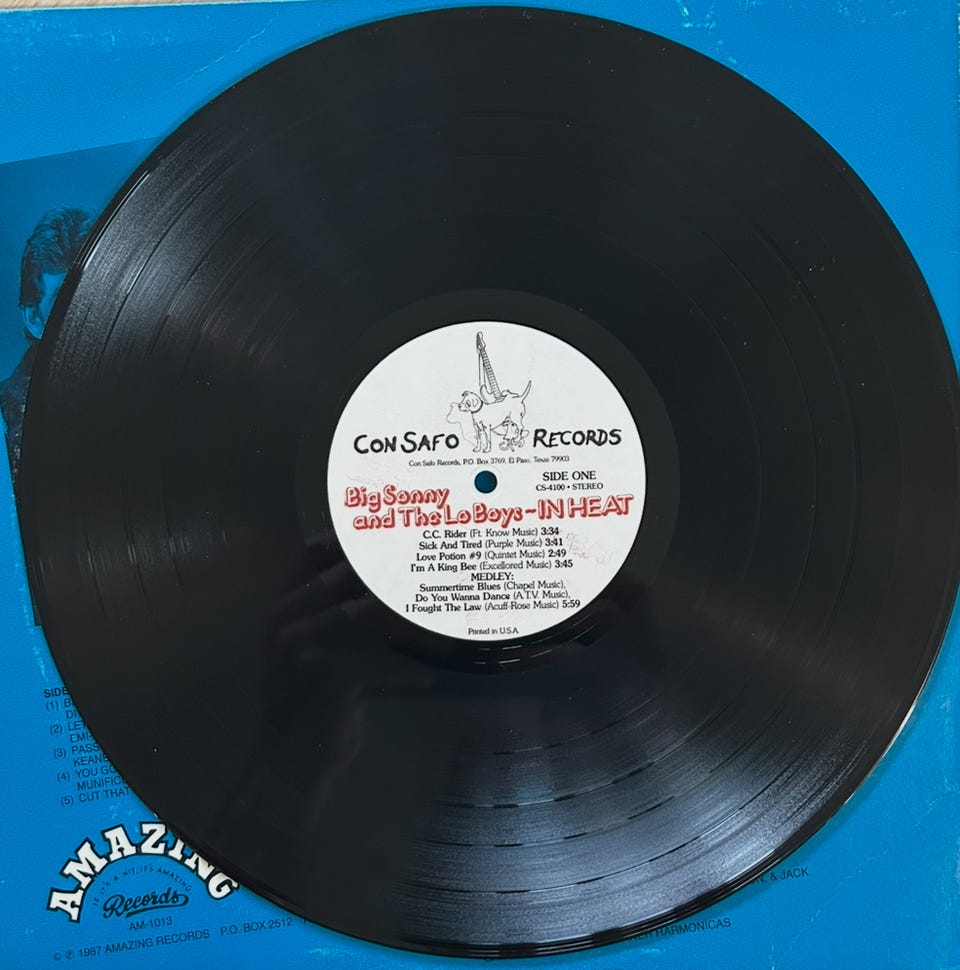 CON SAFO RECORDS
Con Safo Records, P.O. Box 3769, El Paso, Texas 79903
SIDE ONE
CS-4100 • STEREO
Big Sonny
and The Lo Boys - IN HEAT
C.C. Rider (Ft. Know Music) 3:34
Sick And Tired (Purple Music) 3:41
Love Potion #9 (Quintet Music) 2:49
I'm A King Bee (Excellored Music) 3:45
MEDLEY:
Summertime Blues (Chapel Music),
Do You Wanna Dance (A.T.V. Music),
I Fought The Law (Acuff-Rose Music) 5:59
Printed in U.S.A
SIDE
(1) B
DI
(2) LE
EMI
(3) PASS
KEANE
(4) YOU GO
MUNIFIC
(5) CUT THAT
AMAZING
IF IT'S A HIT, IT'S AMAZING
Records
AM-1013
© ℗ 1987 AMAZING RECORDS P.O. BOX 2512
N. & JACK
HARMONICAS